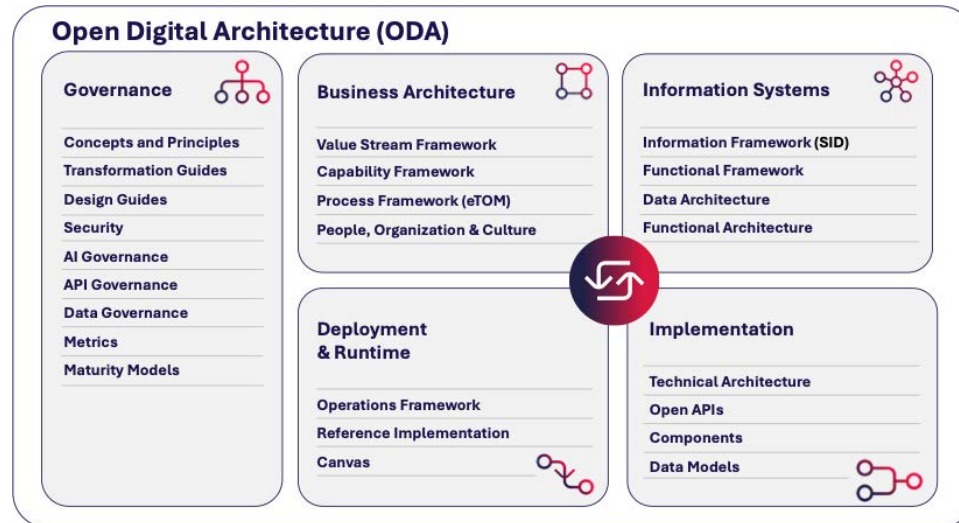 Open Digital Architecture (ODA)
Governance
Concepts and Principles
Transformation Guides
Design Guides
Security
AI Governance
API Governance
Data Governance
Metrics
Maturity Models
Business Architecture
Value Stream Framework
Capability Framework
Process Framework (eTOM)
People, Organization & Culture
Information Systems
Information Framework (SID)
Functional Framework
Data Architecture
Functional Architecture
Deployment
& Runtime
Operations Framework
Reference Implementation
Canvas
Implementation
Technical Architecture
Open APIs
Components
Data Models